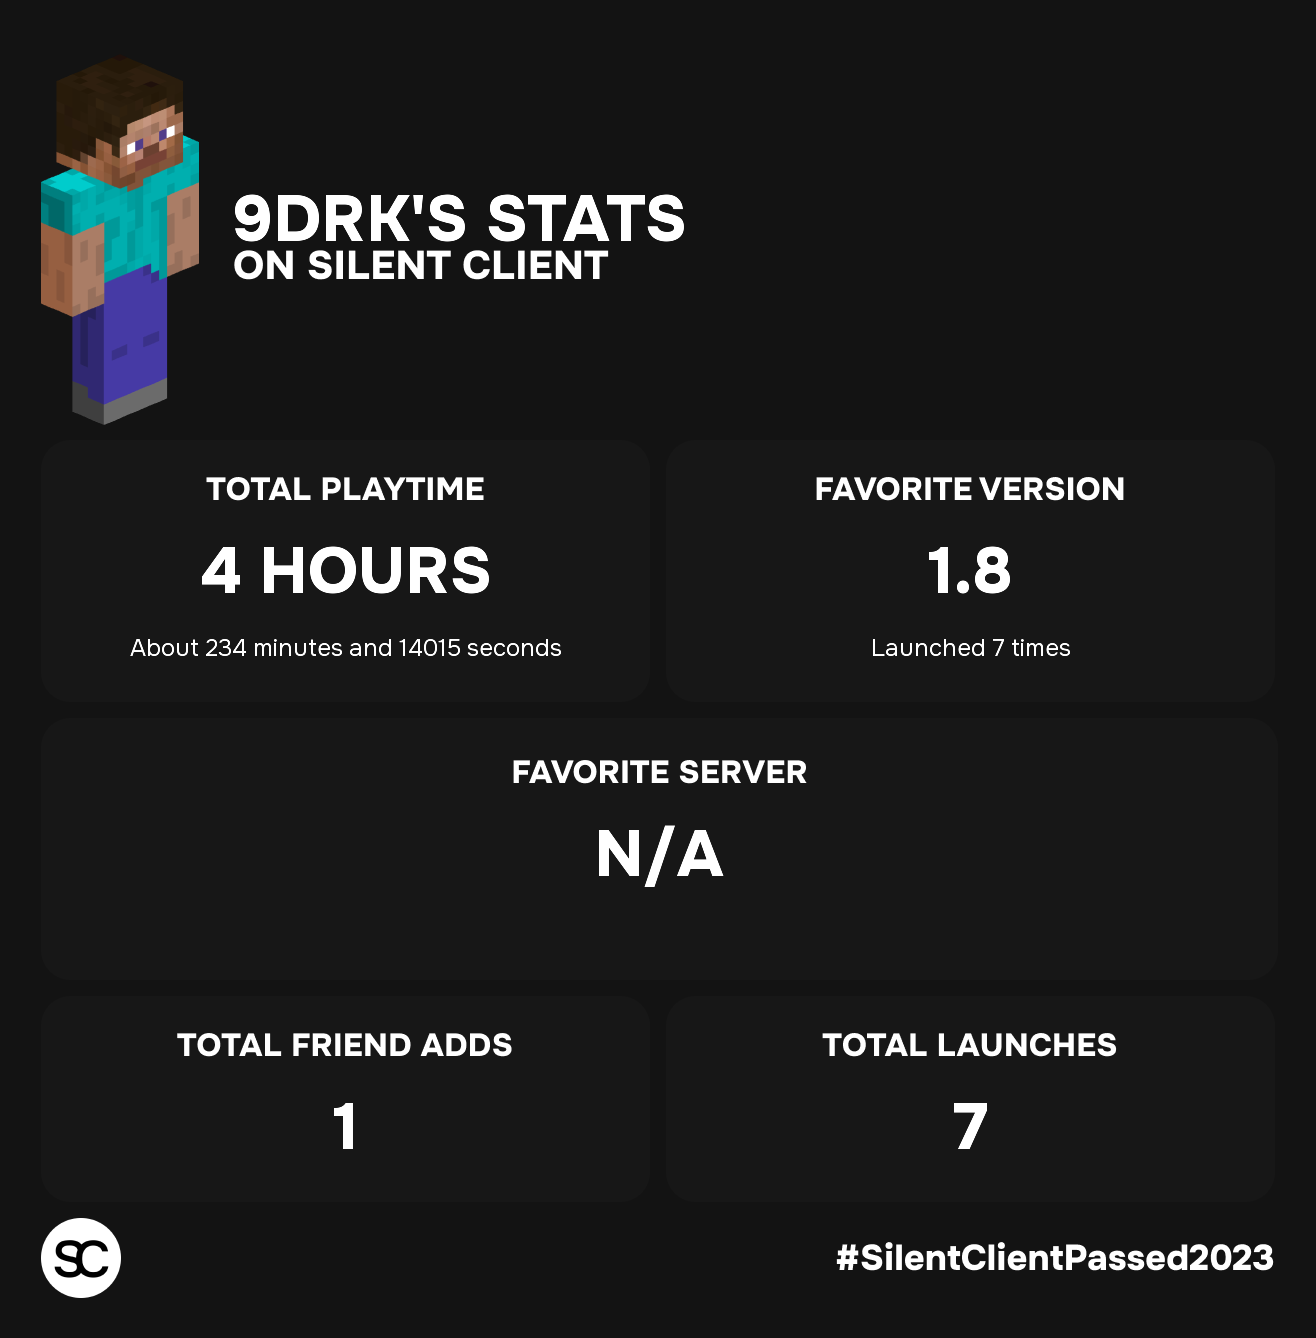 9DRK'S STATS
ON SILENT CLIENT
TOTAL PLAYTIME
4 HOURS
About 234 minutes and 14015 seconds
FAVORITE VERSION
1.8
Launched 7 times
FAVORITE SERVER
N/A
TOTAL FRIEND ADDS
1
TOTAL LAUNCHES
7
SC
#SilentClientPassed2023